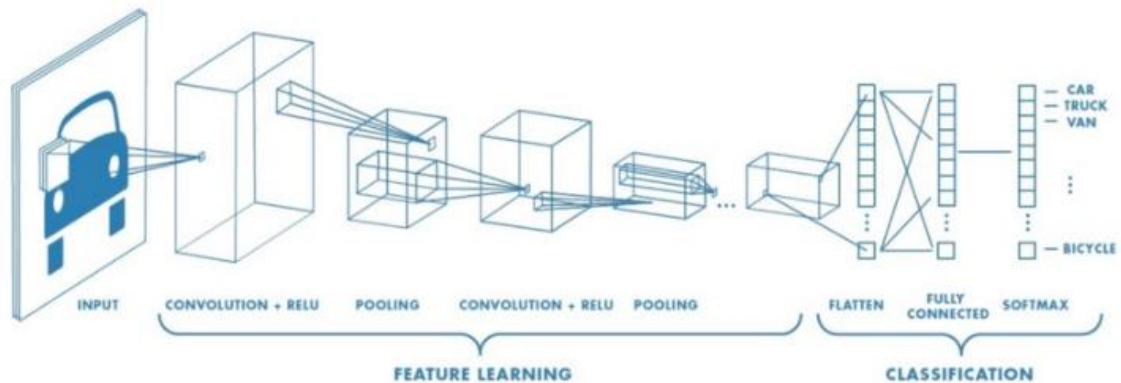 CAR
TRUCK
VAN
BICYCLE
INPUT
CONVOLUTION + RELU
POOLING
CONVOLUTION + RELU
POOLING
FLATTEN
FULLY
CONNECTED
SOFTMAX
FEATURE LEARNING
CLASSIFICATION